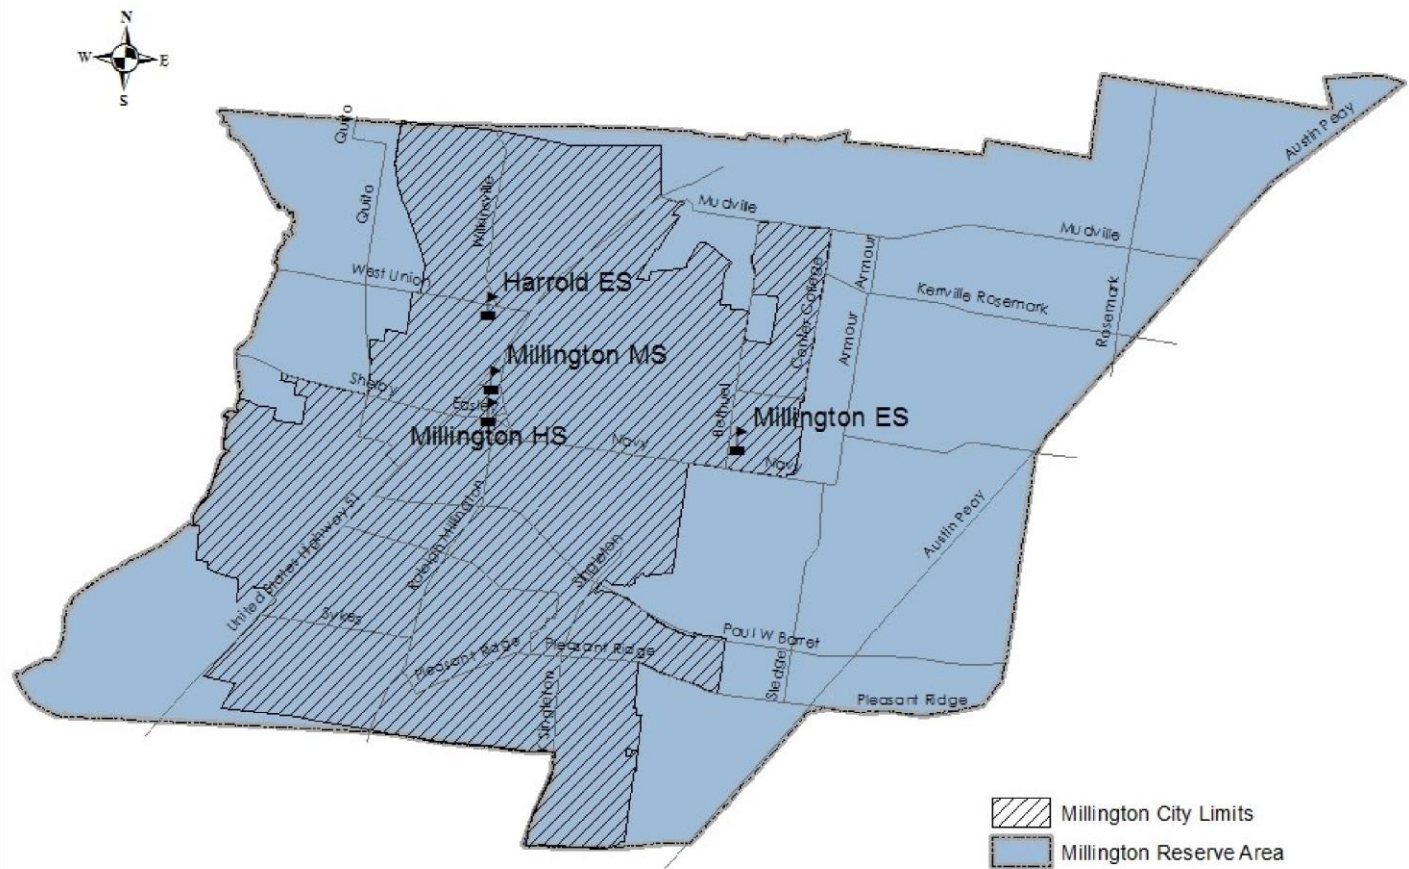 N
W E
S
Quito
Austin Peay
Quito
Wilkinsville
Mudville
Mudville
West Union
Harrold ES
Center College
Armour
Kerrville Rosemark
Rosemark
Armour
Millington MS
Shelby
Bethuel
Millington ES
Millington HS
Navy
Navy
United States Highway 51
Raleigh Millington
Singleton
Austin Peay
Sykes
Pleasant Ridge
Pleasant Ridge
Paul W Barret
Sledge
Pleasant Ridge
Singleton
Millington City Limits
Millington Reserve Area